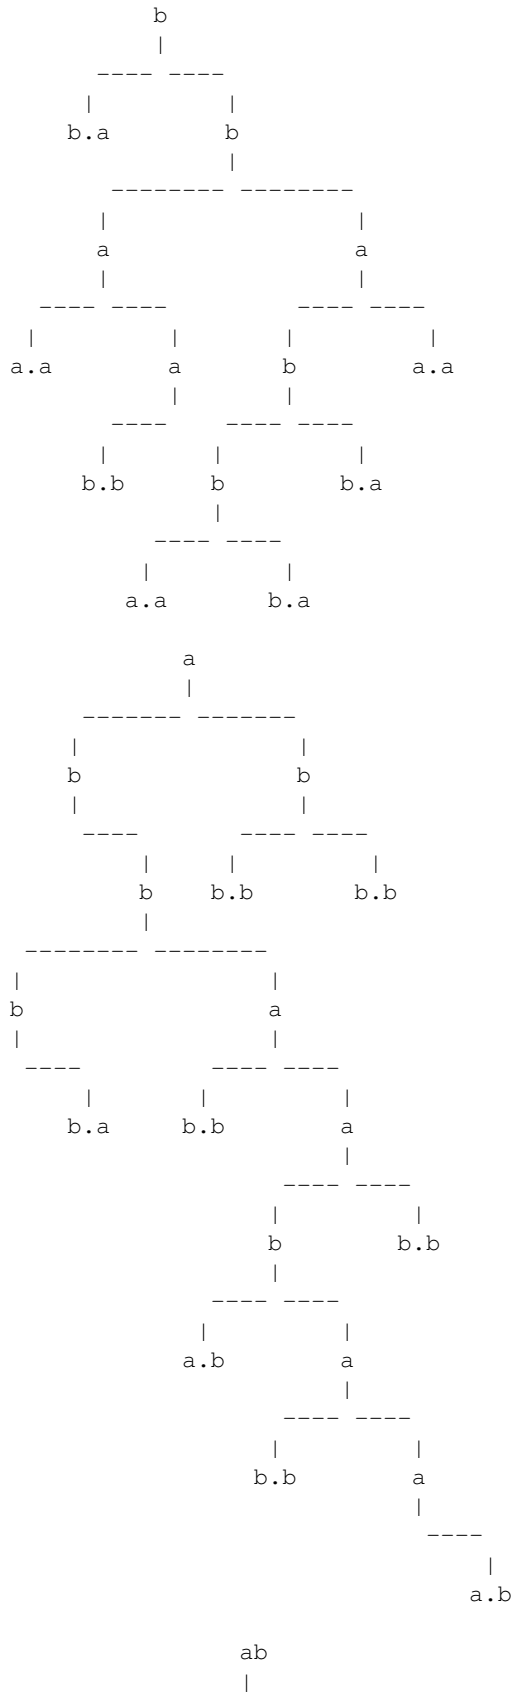 b
|
---- ----
| |
b.a b
|
-------- --------
| |
a a
| |
---- ---- ---- ----
| | | |
a.a a b a.a
| |
---- ---- ----
| | |
b.b b b.a
|
---- ----
| |
a.a b.a
a
|
------- -------
| |
b b
| |
---- ---- ----
| | |
b b.b b.b
|
-------- --------
| |
b a
| |
---- ---- ----
| | |
b.a b.b a
|
---- ----
| |
b b.b
|
---- ----
| |
a.b a
|
---- ----
| |
b.b a
|
----
|
a.b
ab
|